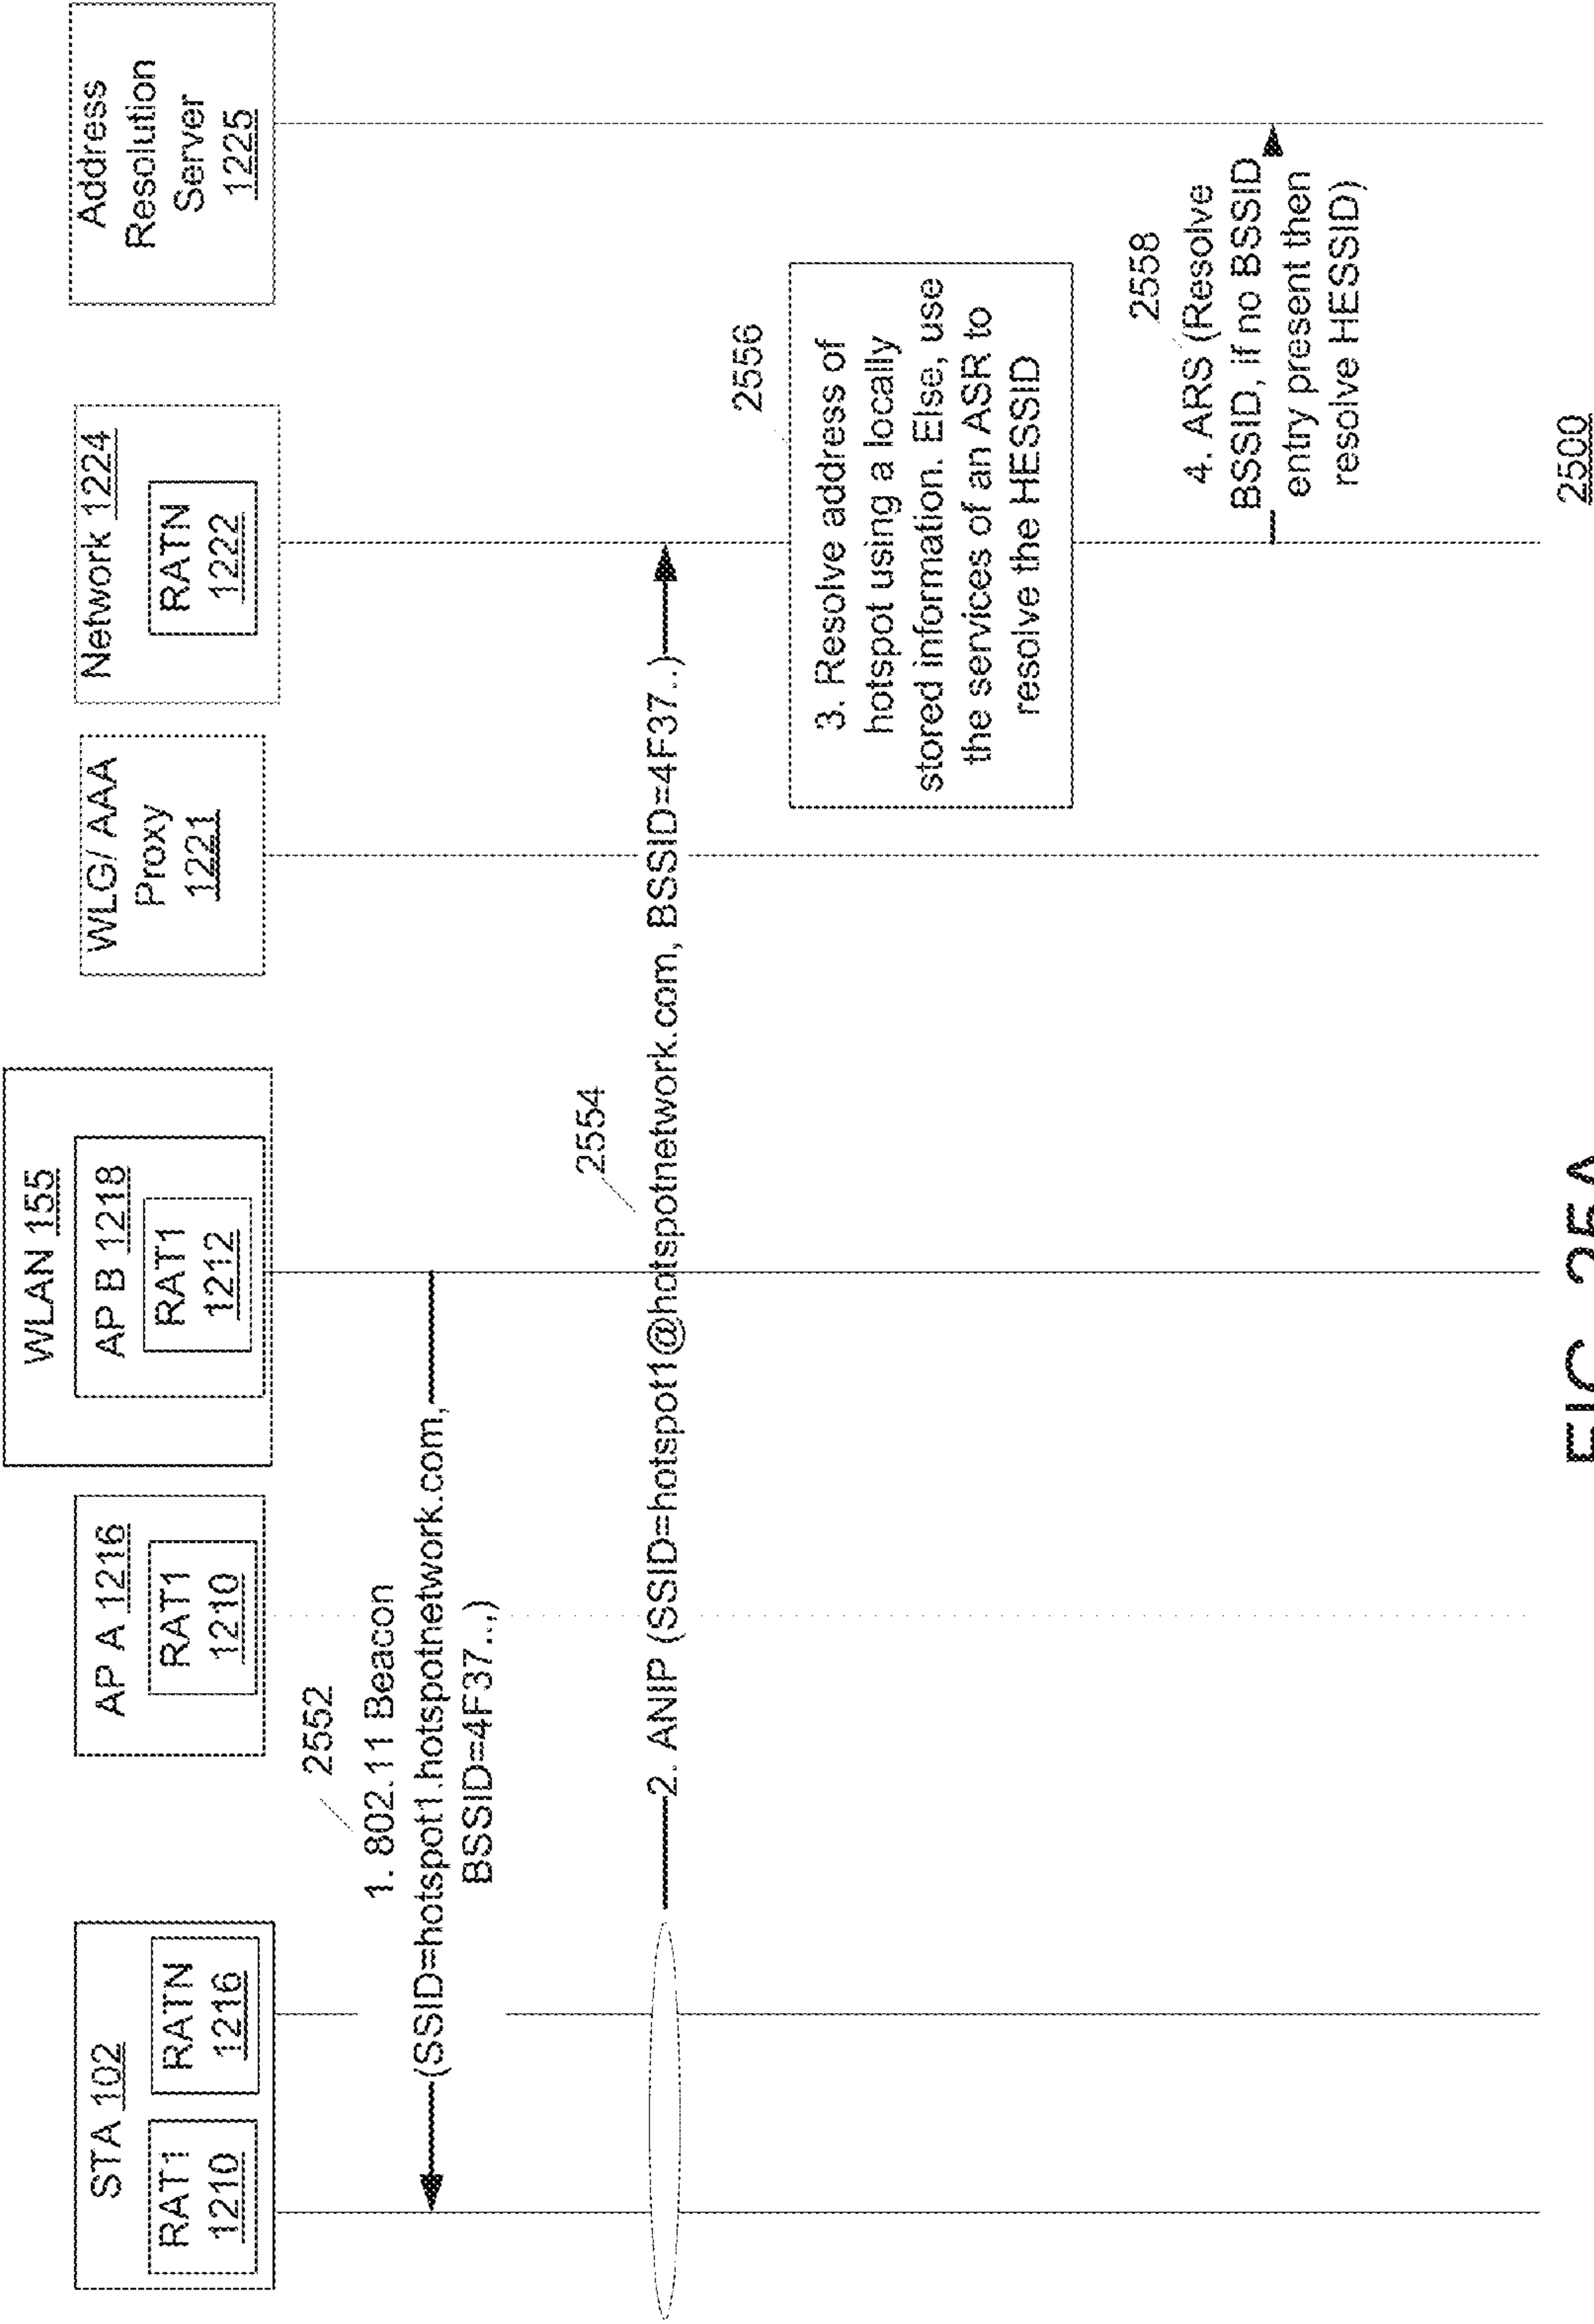 STA 102
RAT1
1210
RATN
1216
AP A 1216
RAT1
1210
WLAN 155
AP B 1218
RAT1
1212
WLG/ AAA
Proxy
1221
Network 1224
RATN
1222
Address
Resolution
Server
1225
2552
1. 802.11 Beacon
(SSID=hotspot1.hotspotnetwork.com,
BSSID=4F37..,)
2554
2. ANIP (SSID=hotspot1@hotspotnetwork.com, BSSID=4F37..)
2556
3. Resolve address of
hotspot using a locally
stored information. Else, use
the services of an ASR to
resolve the HESSID
2558
4. ARS (Resolve
BSSID, if no BSSID
entry present then
resolve HESSID)
2500
FIG. 25A